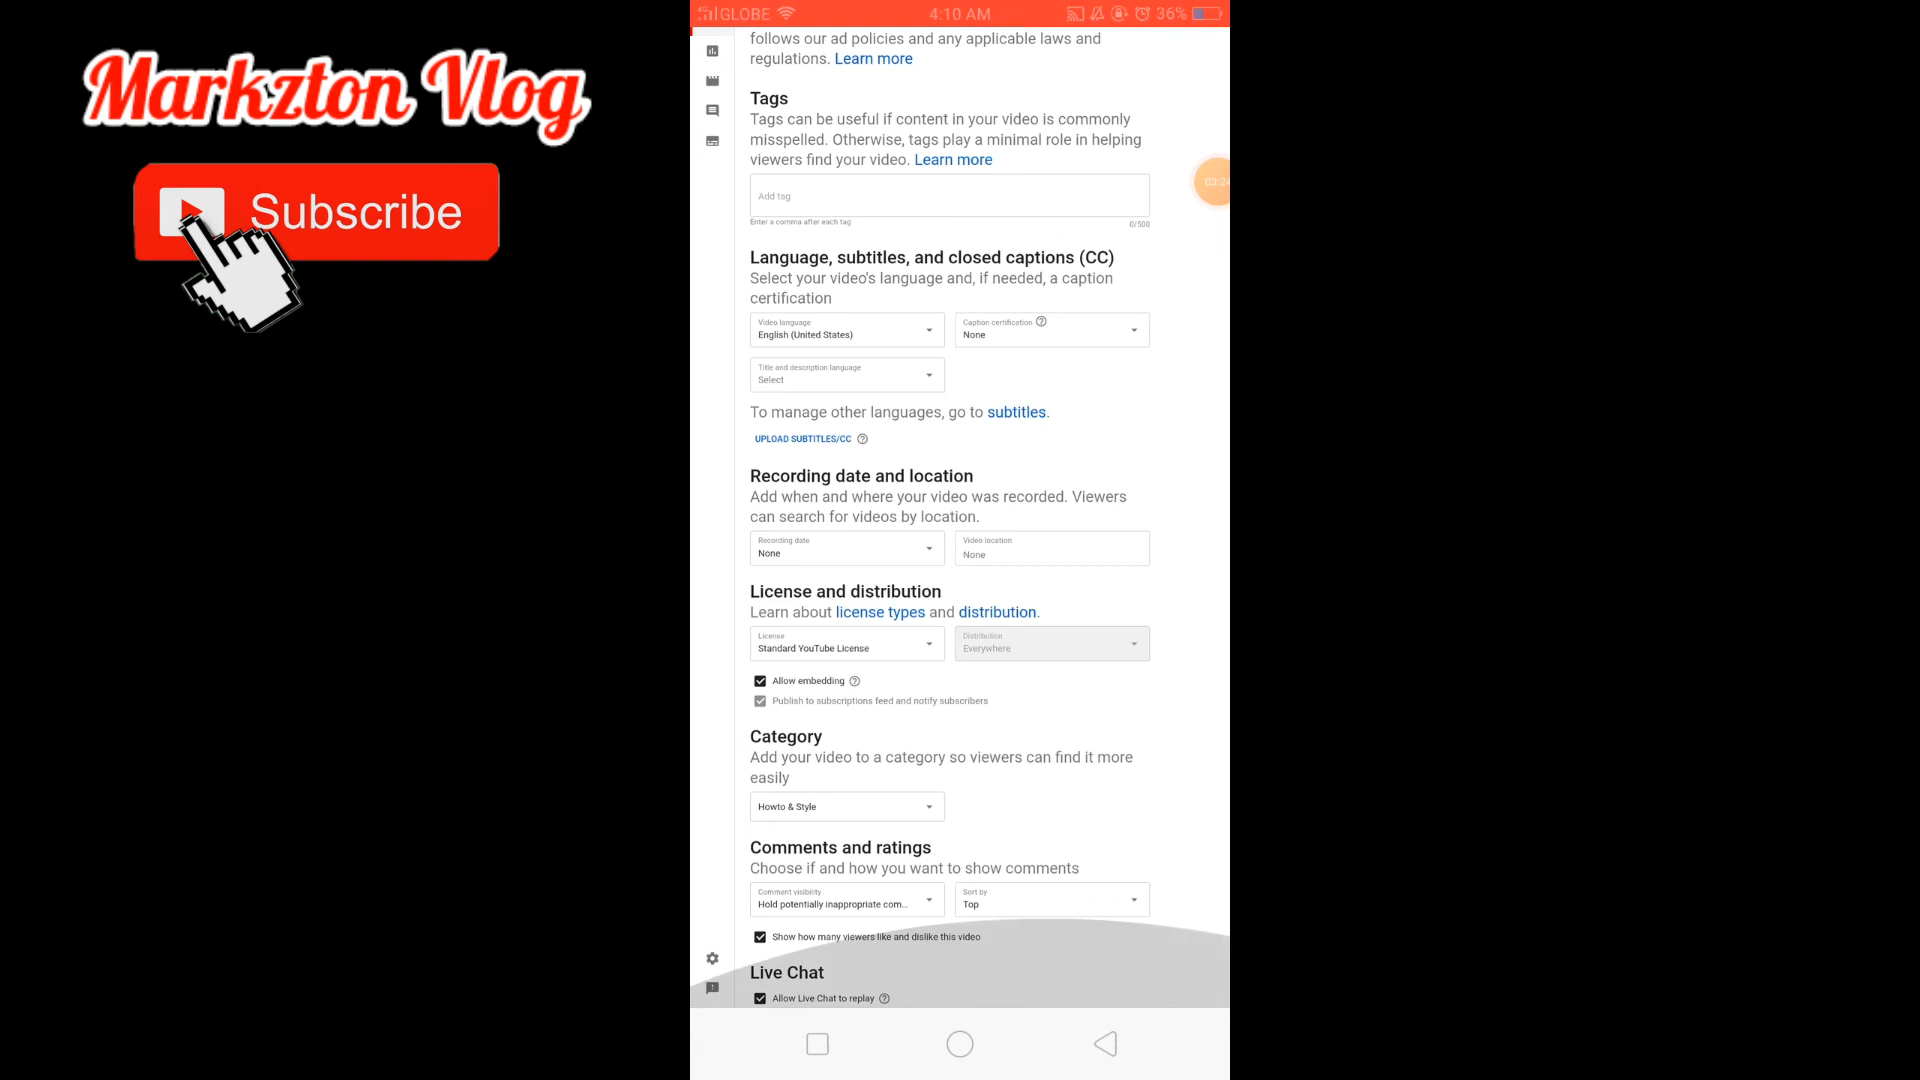 Markzton Vlog
Subscribe
4G GLOBE 4:10 AM 36%
follows our ad policies and any applicable laws and
regulations. Learn more
Tags
Tags can be useful if content in your video is commonly
misspelled. Otherwise, tags play a minimal role in helping
viewers find your video. Learn more
03:24
Add tag
Enter a comma after each tag 0/500
Language, subtitles, and closed captions (CC)
Select your video's language and, if needed, a caption
certification
Video language Caption certification
English (United States) None
Title and description language
Select
To manage other languages, go to subtitles.
UPLOAD SUBTITLES/CC
Recording date and location
Add when and where your video was recorded. Viewers
can search for videos by location.
Recording date Video location
None None
License and distribution
Learn about license types and distribution.
License Distribution
Standard YouTube License Everywhere
Allow embedding
Publish to subscriptions feed and notify subscribers
Category
Add your video to a category so viewers can find it more
easily
Howto & Style
Comments and ratings
Choose if and how you want to show comments
Comment visibility Sort by
Hold potentially inappropriate com... Top
Show how many viewers like and dislike this video
Live Chat
Allow Live Chat to replay